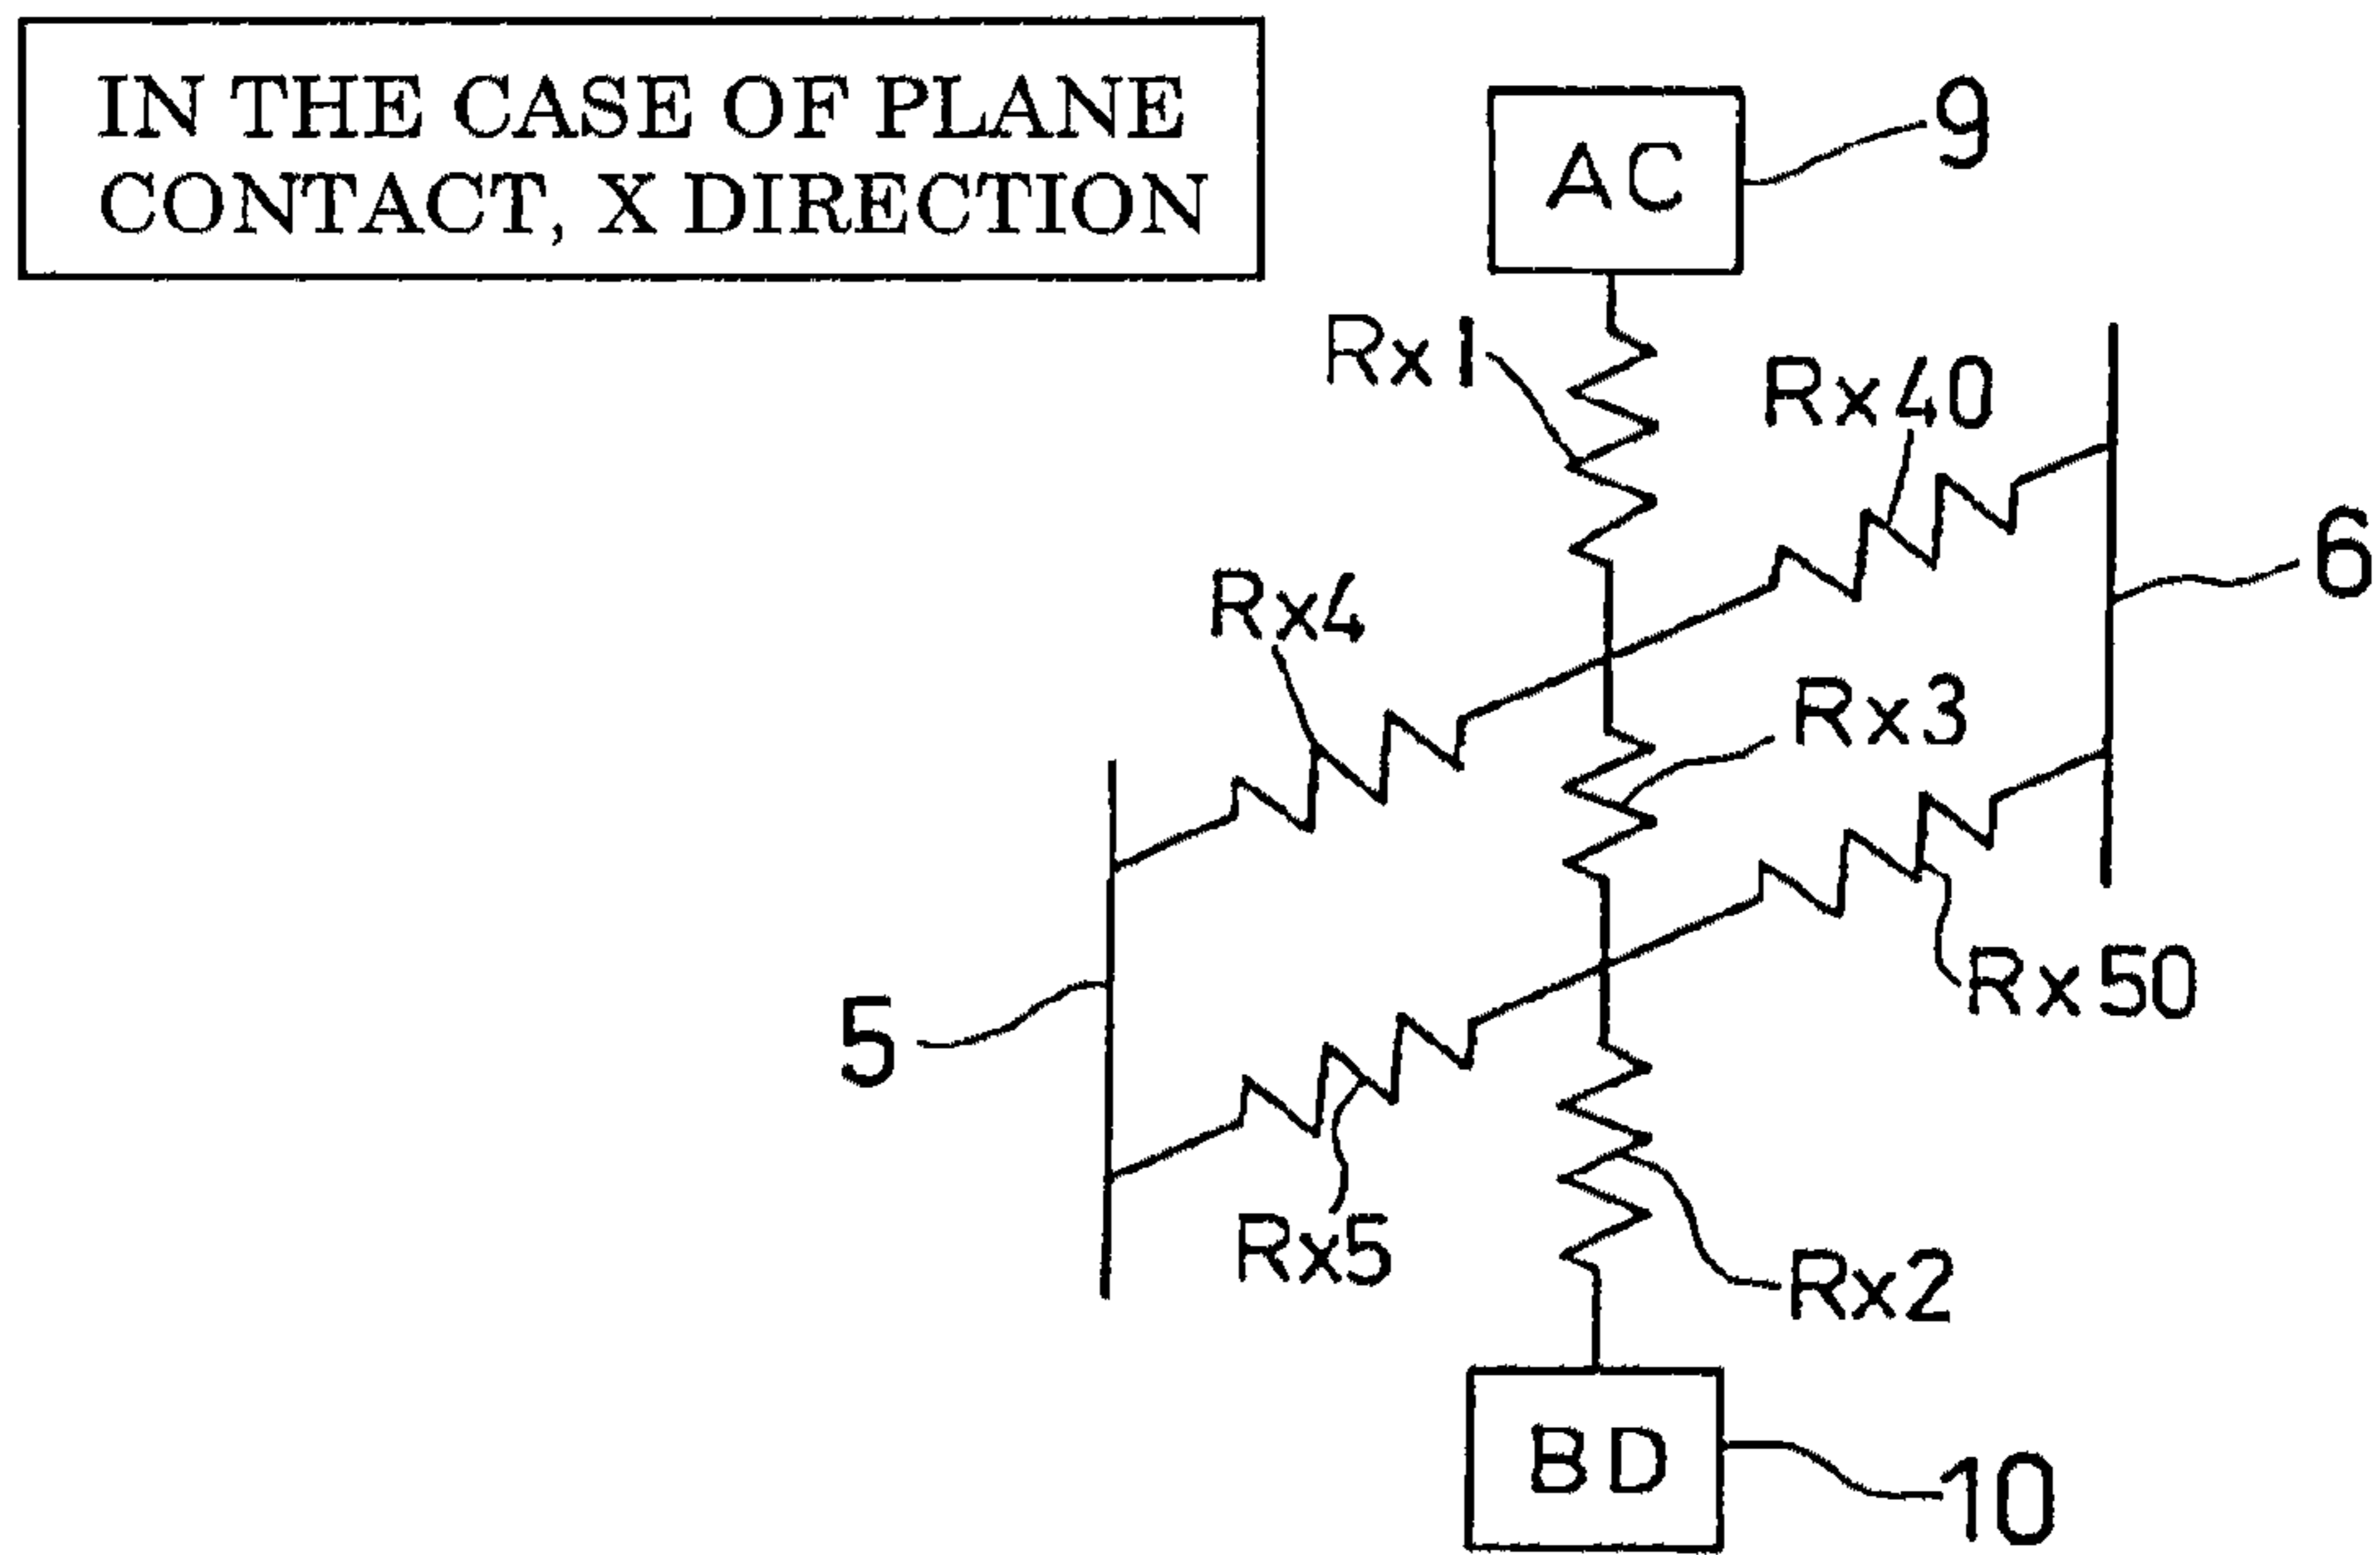 IN THE CASE OF PLANE
CONTACT, X DIRECTION
AC
9
Rx1
Rx40
6
Rx4
Rx3
5
Rx50
Rx5
Rx2
BD
10